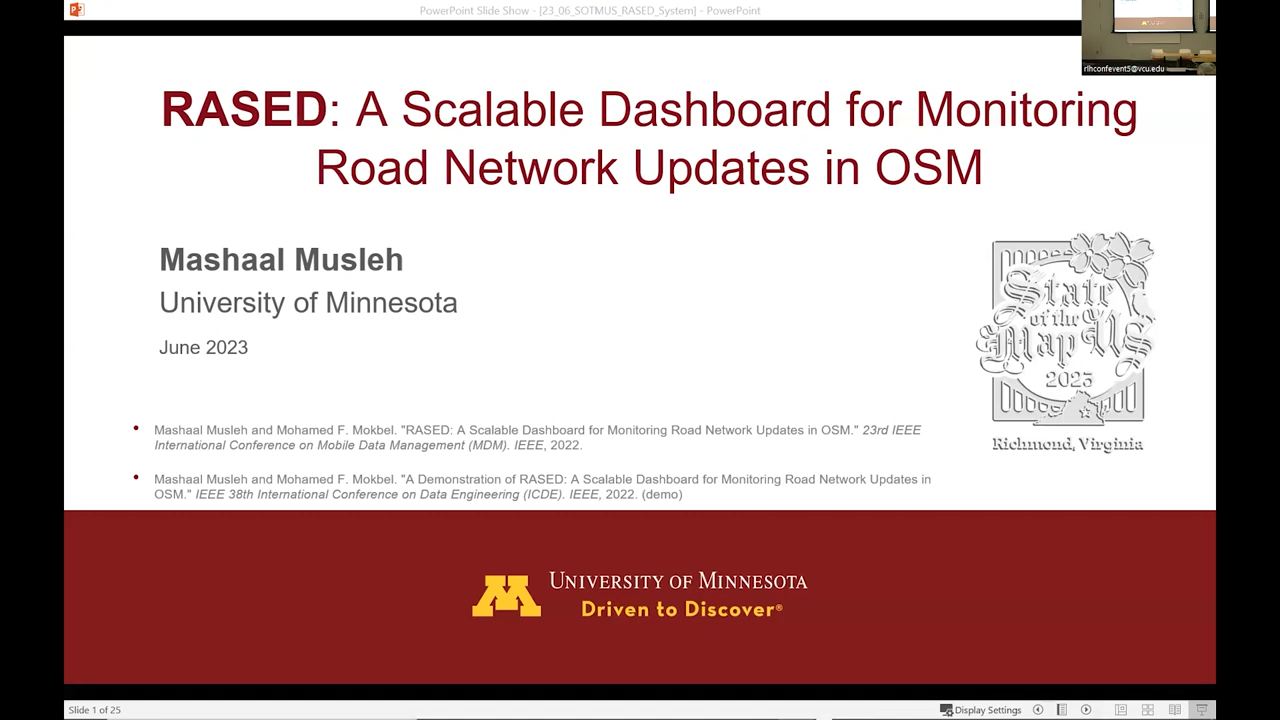 PowerPoint Slide Show - [23_06_SOTMUS_RASED_System] - PowerPoint
rlhconfevent5@vcu.edu
RASED: A Scalable Dashboard for Monitoring
Road Network Updates in OSM
Mashaal Musleh
University of Minnesota
June 2023
State
of the
Map US
2023
Richmond, Virginia
• Mashaal Musleh and Mohamed F. Mokbel. "RASED: A Scalable Dashboard for Monitoring Road Network Updates in OSM." 23rd IEEE
International Conference on Mobile Data Management (MDM). IEEE, 2022.
• Mashaal Musleh and Mohamed F. Mokbel. "A Demonstration of RASED: A Scalable Dashboard for Monitoring Road Network Updates in
OSM." IEEE 38th International Conference on Data Engineering (ICDE). IEEE, 2022. (demo)
M UNIVERSITY OF MINNESOTA
Driven to Discover®
Slide 1 of 25
Display Settings